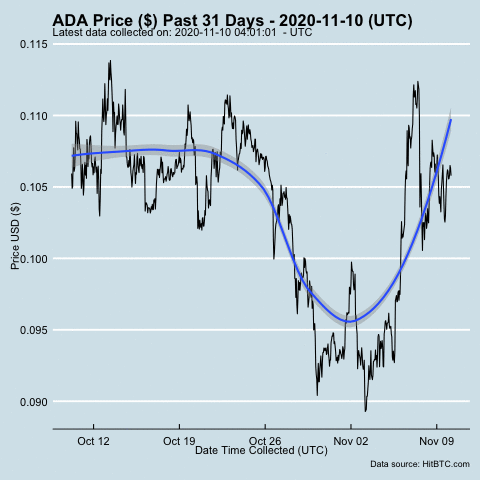 ADA Price ($) Past 31 Days - 2020-11-10 (UTC)
Latest data collected on: 2020-11-10 04:01:01 - UTC
0.115
0.110
0.105
0.100
0.095
0.090
Price USD ($)
Oct 12 Oct 19 Oct 26 Nov 02 Nov 09
Date Time Collected (UTC)
Data source: HitBTC.com